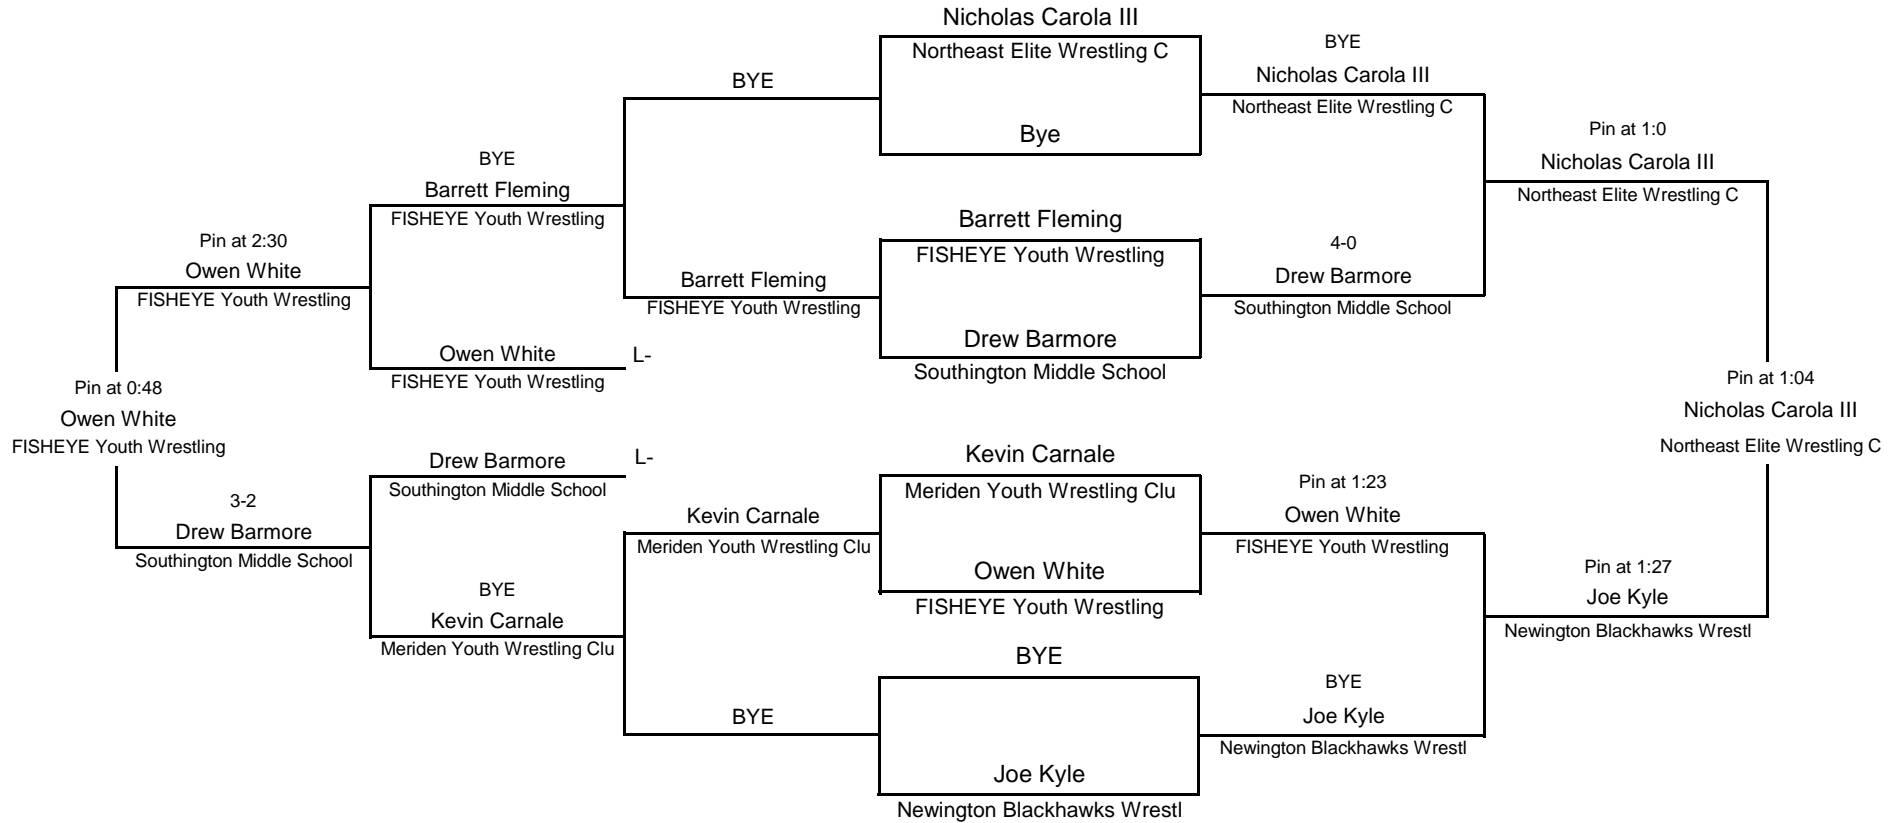 Nicholas Carola III
Northeast Elite Wrestling C
Bye
BYE
Nicholas Carola III
Northeast Elite Wrestling C
Pin at 1:0
Nicholas Carola III
Northeast Elite Wrestling C
BYE
BYE
Barrett Fleming
FISHEYE Youth Wrestling
Barrett Fleming
FISHEYE Youth Wrestling
Drew Barmore
Southington Middle School
4-0
Drew Barmore
Southington Middle School
Pin at 2:30
Owen White
FISHEYE Youth Wrestling
Barrett Fleming
FISHEYE Youth Wrestling
Owen White
FISHEYE Youth Wrestling
L-
Pin at 0:48
Owen White
FISHEYE Youth Wrestling
Pin at 1:04
Nicholas Carola III
Northeast Elite Wrestling C
Drew Barmore
Southington Middle School
L-
Kevin Carnale
Meriden Youth Wrestling Clu
Owen White
FISHEYE Youth Wrestling
Pin at 1:23
Owen White
FISHEYE Youth Wrestling
3-2
Drew Barmore
Southington Middle School
Kevin Carnale
Meriden Youth Wrestling Clu
BYE
Kevin Carnale
Meriden Youth Wrestling Clu
Pin at 1:27
Joe Kyle
Newington Blackhawks Wrestl
BYE
BYE
Joe Kyle
Newington Blackhawks Wrestl
BYE
Joe Kyle
Newington Blackhawks Wrestl